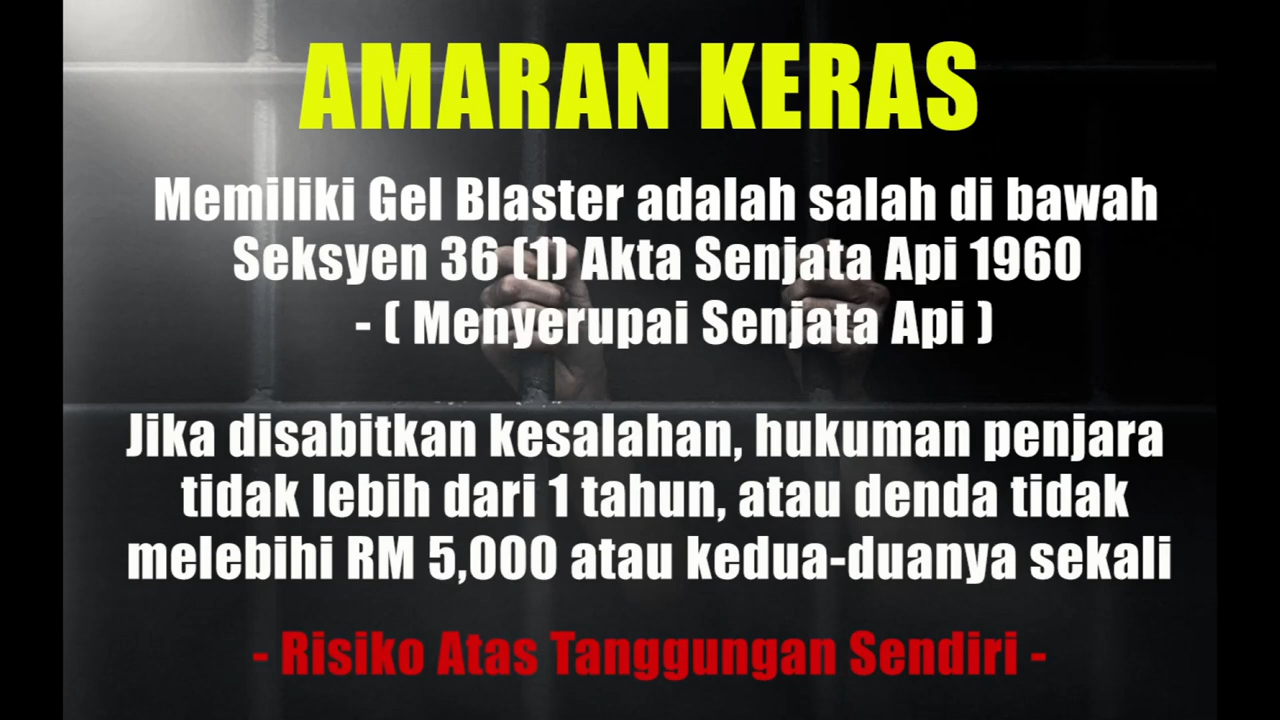 AMARAN KERAS
Memiliki Gel Blaster adalah salah di bawah
Seksyen 36 (1) Akta Senjata Api 1960
- ( Menyerupai Senjata Api )
Jika disabitkan kesalahan, hukuman penjara
tidak lebih dari 1 tahun, atau denda tidak
melebihi RM 5,000 atau kedua-duanya sekali
- Risiko Atas Tanggungan Sendiri -